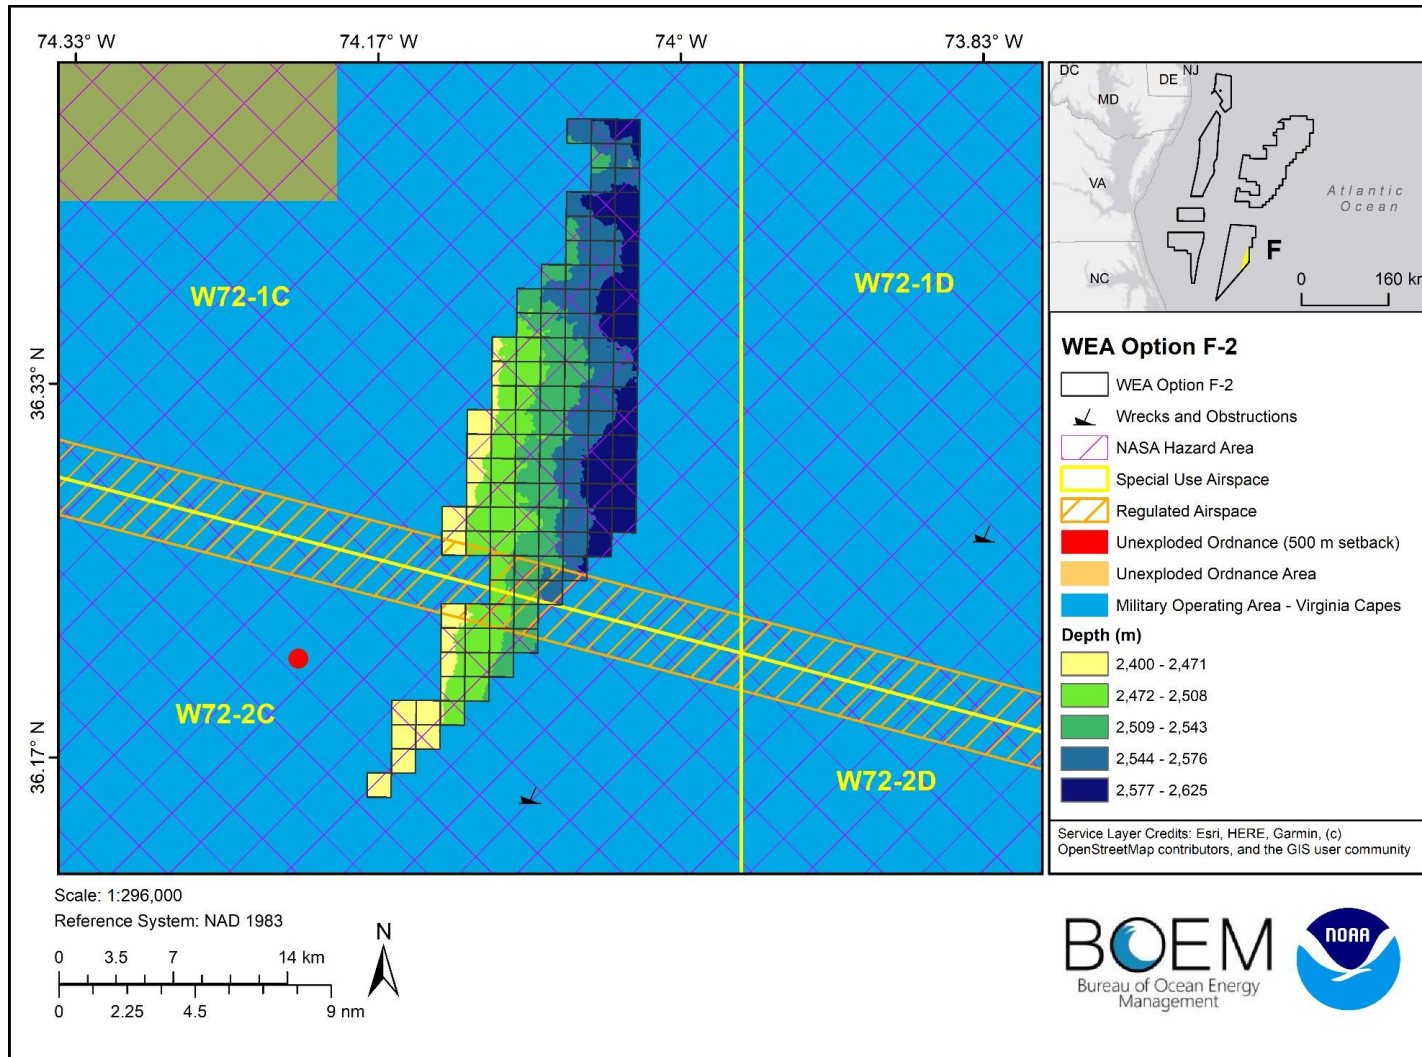 74.33° W
74.17° W
74° W
73.83° W
36.33° N
36.17° N
W72-1C
W72-1D
W72-2C
W72-2D
DC
NJ
DE
MD
VA
NC
Atlantic
Ocean
F
0 160 km
WEA Option F-2
WEA Option F-2
Wrecks and Obstructions
NASA Hazard Area
Special Use Airspace
Regulated Airspace
Unexploded Ordnance (500 m setback)
Unexploded Ordnance Area
Military Operating Area - Virginia Capes
Depth (m)
2,400 - 2,471
2,472 - 2,508
2,509 - 2,543
2,544 - 2,576
2,577 - 2,625
Service Layer Credits: Esri, HERE, Garmin, (c)
OpenStreetMap contributors, and the GIS user community
Scale: 1:296,000
Reference System: NAD 1983
0 3.5 7 14 km
0 2.25 4.5 9 nm
N
BOEM
Bureau of Ocean Energy
Management
NOAA